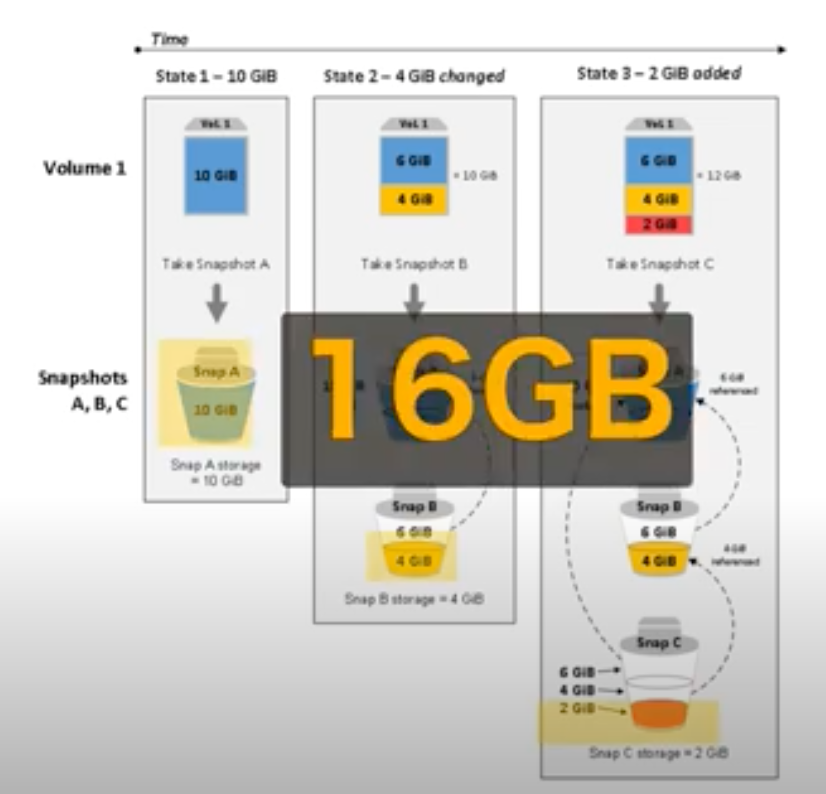 Time
State 1 – 10 GiB
State 2 – 4 GiB changed
State 3 – 2 GiB added
Volume 1
Vol. 1
10 GiB
Vol. 1
6 GiB
= 10 GiB
4 GiB
Vol. 1
6 GiB
= 12 GiB
4 GiB
2 GiB
Take Snapshot A
Take Snapshot B
Take Snapshot C
Snapshots
A, B, C
Snap A
10 GiB
Snap A storage
= 10 GiB
16GB
6 GiB
referenced
Snap B
6 GiB
4 GiB
Snap B storage = 4 GiB
Snap B
6 GiB
4 GiB
4 GiB
referenced
Snap C
6 GiB
4 GiB
2 GiB
Snap C storage = 2 GiB